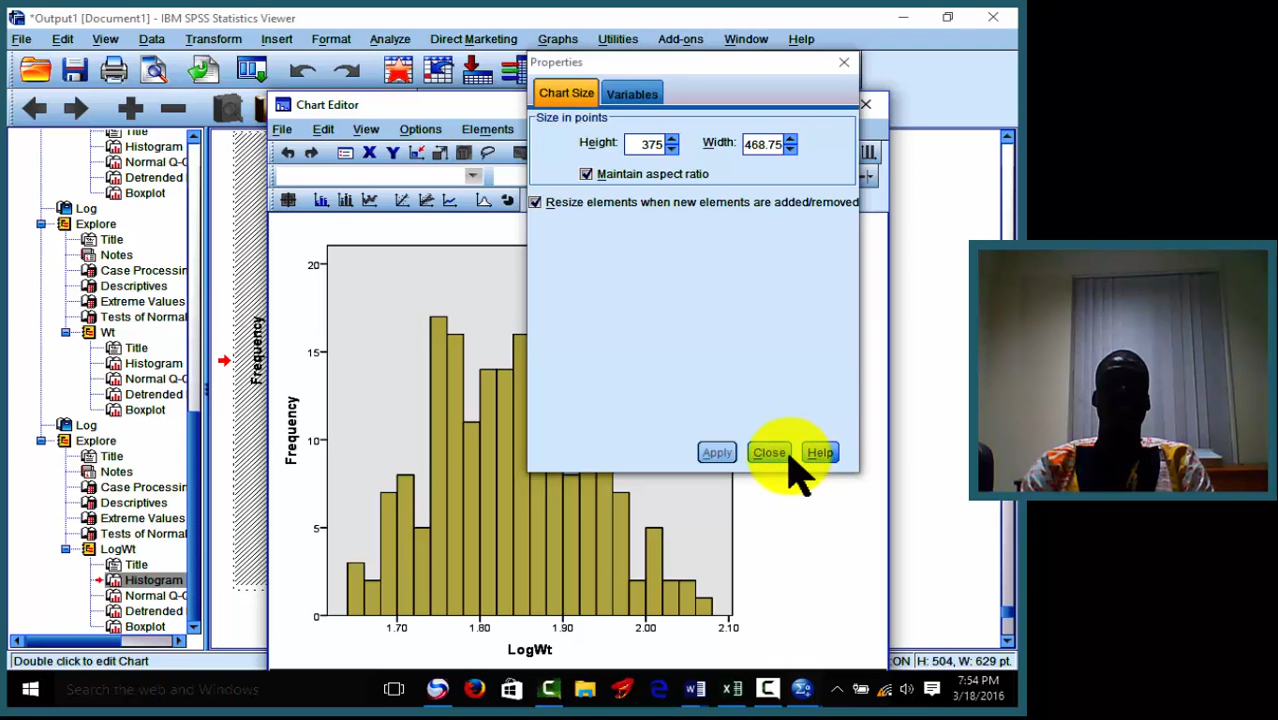 *Output1 [Document1] - IBM SPSS Statistics Viewer
File Edit View Data Transform Insert Format Analyze Direct Marketing Graphs Utilities Add-ons Window Help
Title
Histogram
Normal Q-
Detrended
Boxplot
Log
Explore
Title
Notes
Case Processin
Descriptives
Extreme Values
Tests of Normal
Wt
Title
Histogram
Normal Q-
Detrended
Boxplot
Log
Explore
Title
Notes
Case Processin
Descriptives
Extreme Values
Tests of Normal
LogWt
Title
Histogram
Normal Q-
Detrended
Boxplot
Frequency
Chart Editor
File Edit View Options Elements
X Y
Properties
Chart Size Variables
Size in points
Height: 375 Width: 468.75
Maintain aspect ratio
Resize elements when new elements are added/removed
Apply Close Help
20
15
10
5
0
Frequency
1.70 1.80 1.90 2.00 2.10
LogWt
Double click to edit Chart
ON H: 504, W: 629 pt.
Search the web and Windows
7:54 PM
3/18/2016